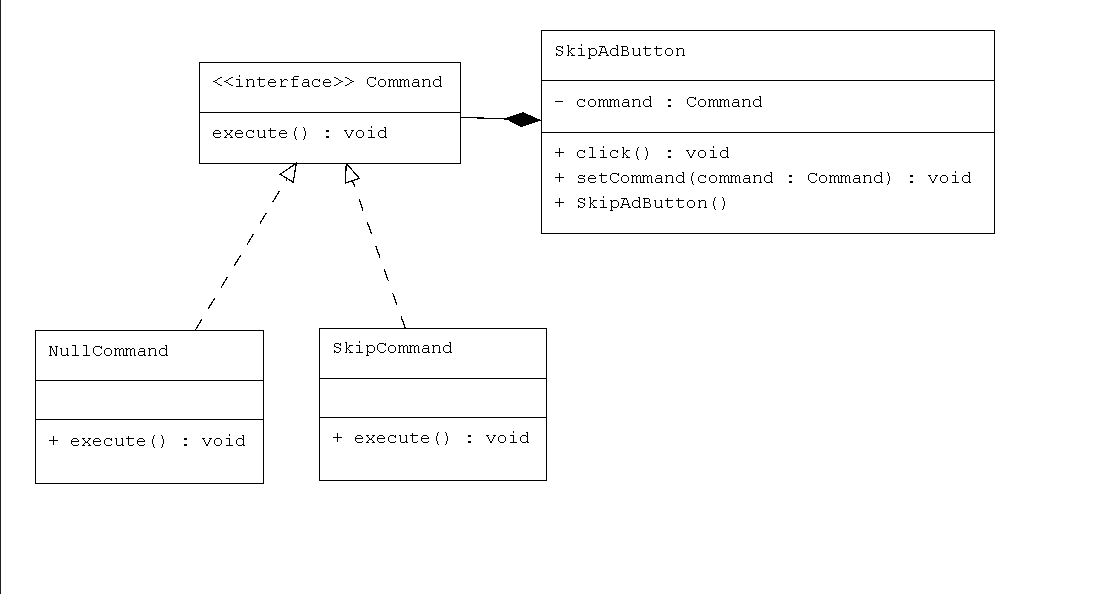 <<interface>> Command
execute() : void
SkipAdButton
- command : Command
+ click() : void
+ setCommand(command : Command) : void
+ SkipAdButton()
NullCommand
+ execute() : void
SkipCommand
+ execute() : void